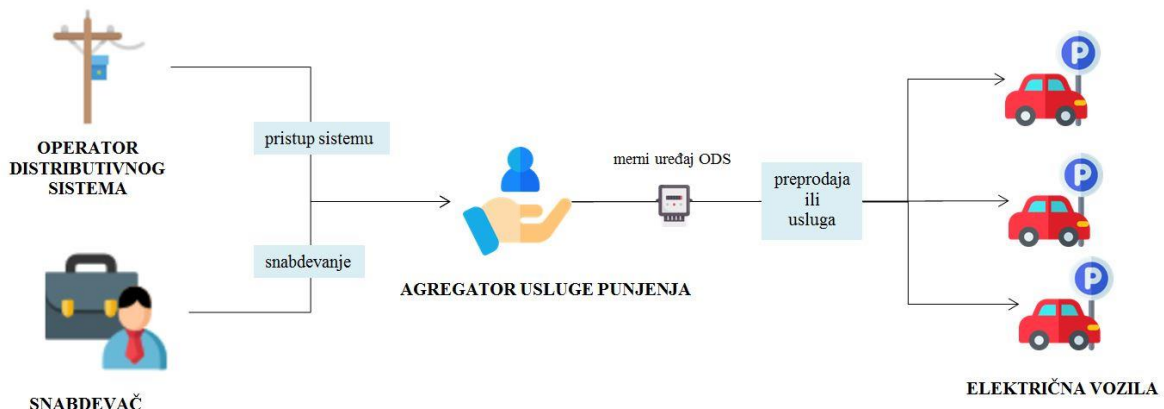 OPERATOR
DISTRIBUTIVNOG
SISTEMA
pristup sistemu
snabdevanje
SNABDEVAČ
AGREGATOR USLUGE PUNJENJA
merni uređaj ODS
preprodaja
ili
usluga
P
P
P
ELEKTRIČNA VOZILA